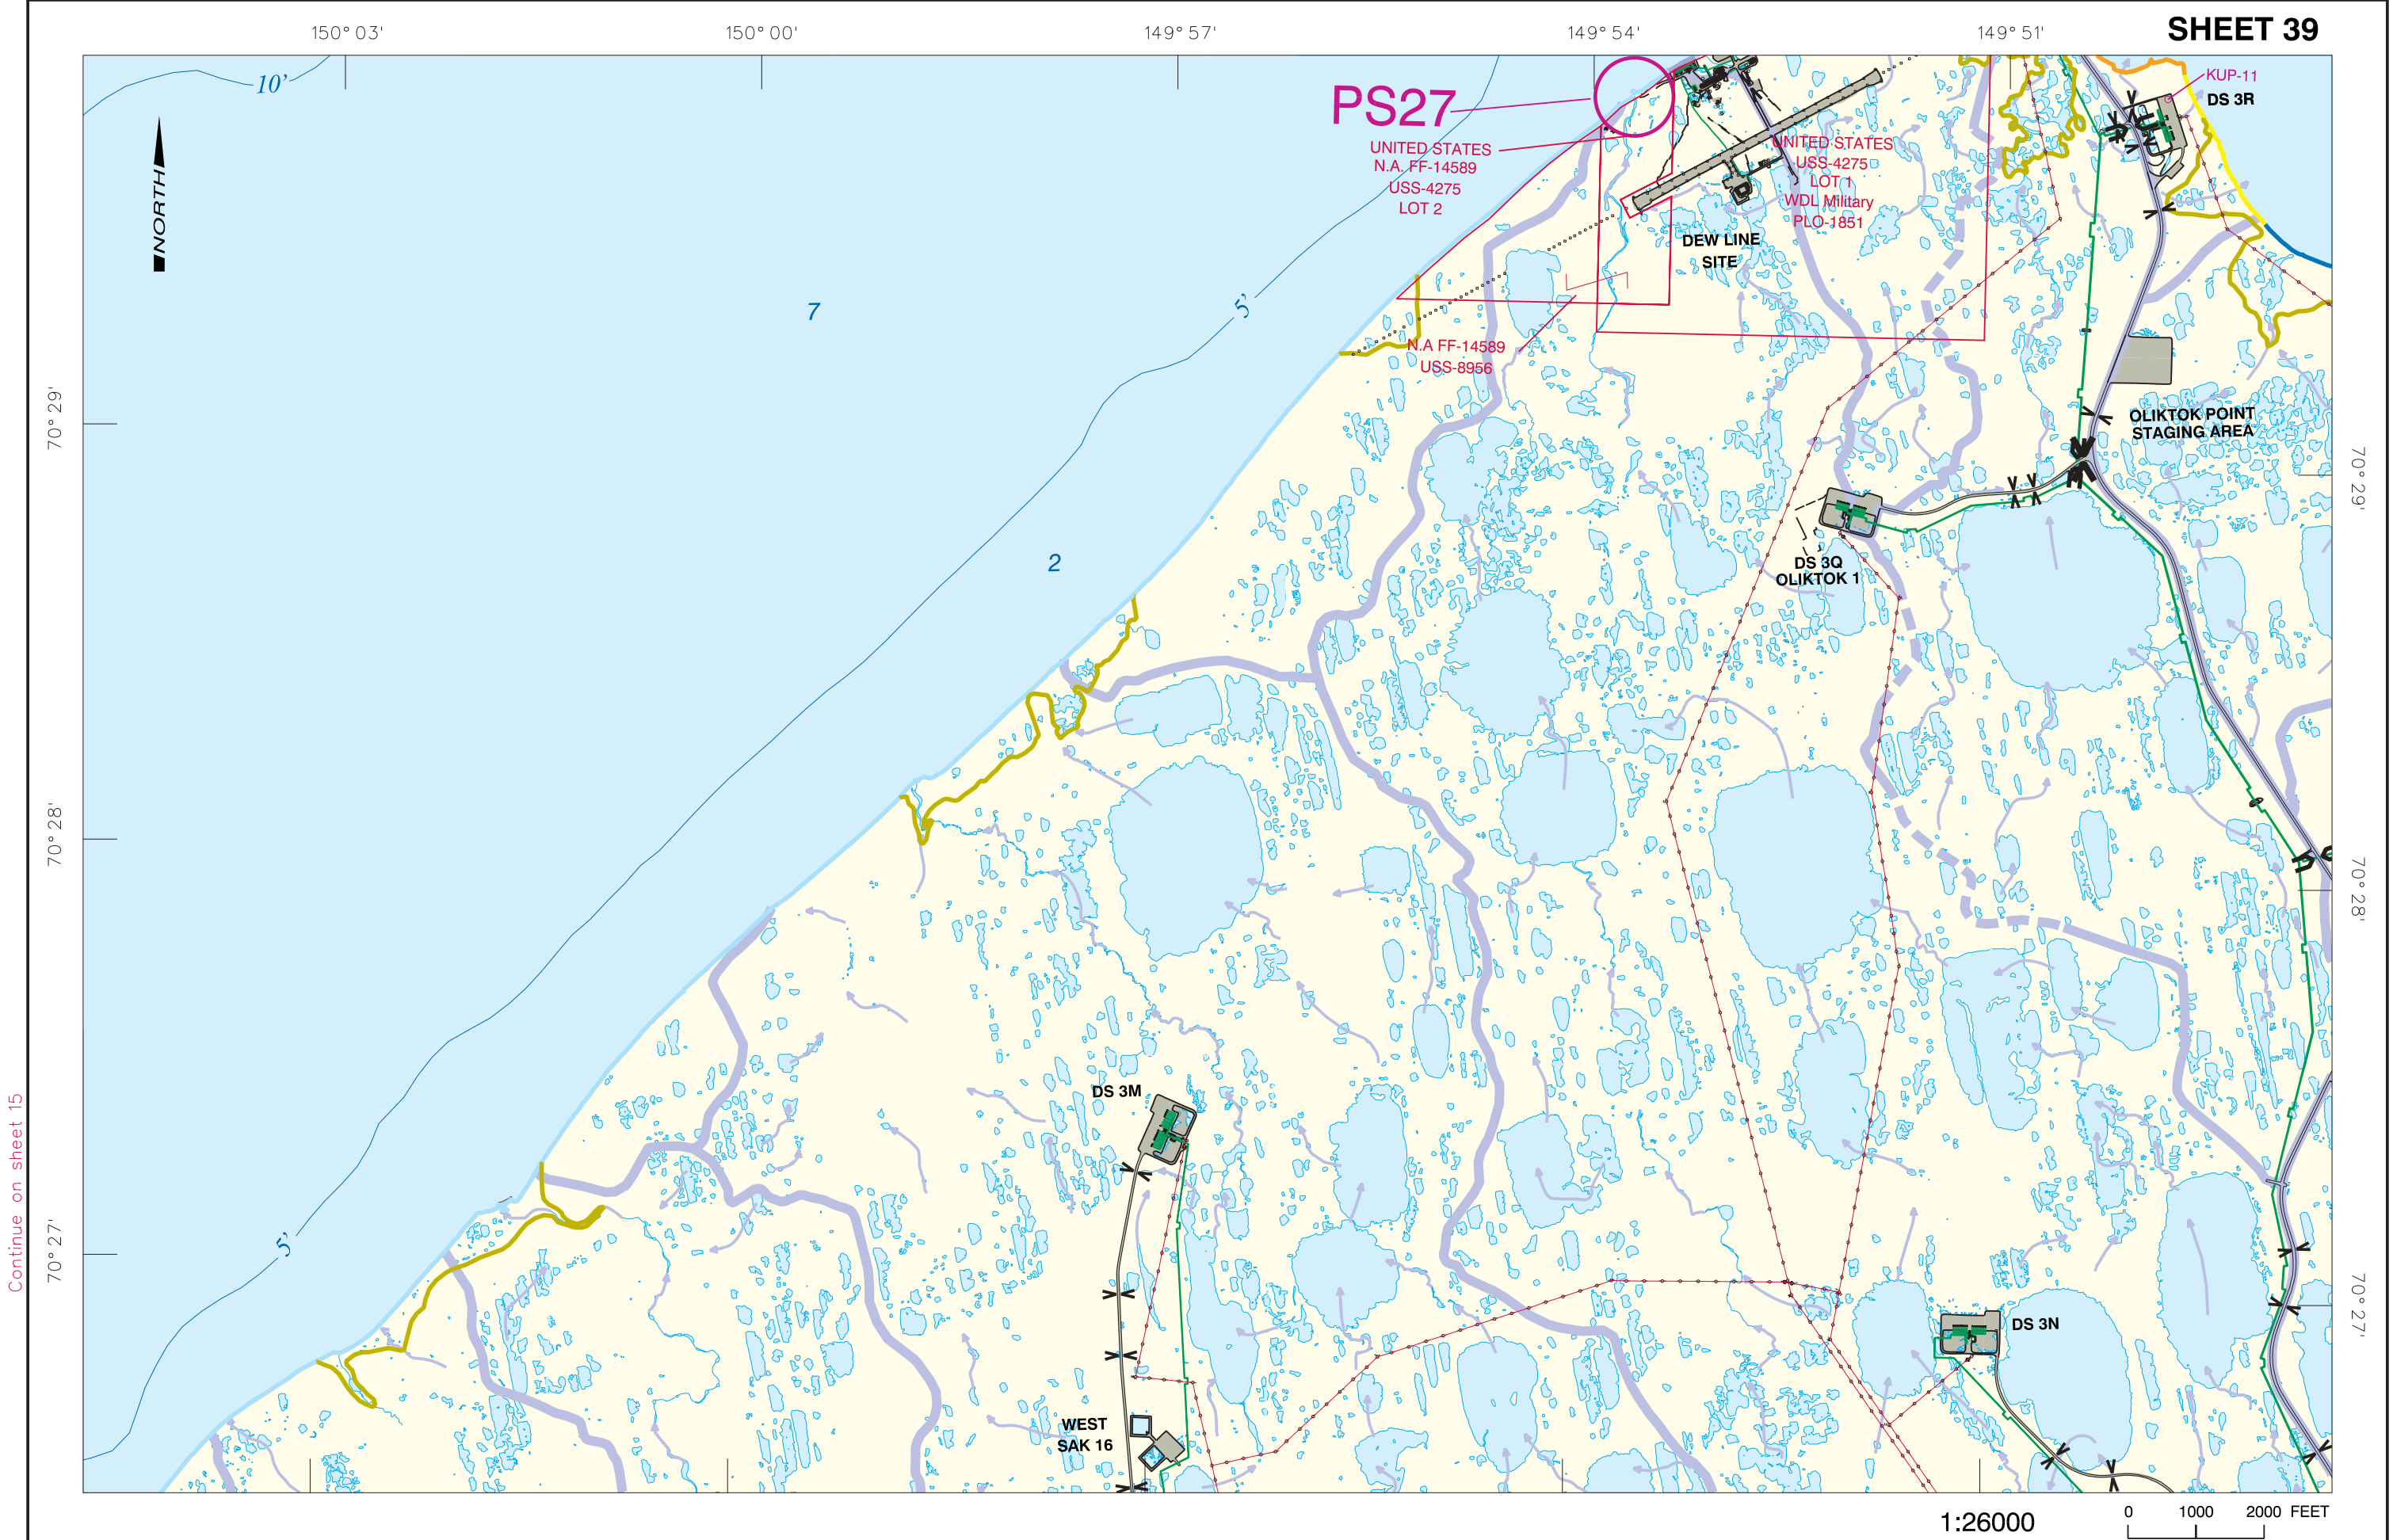 SHEET 39
150° 03'
150° 00'
149° 57'
149° 54'
149° 51'
10'
NORTH
PS27
UNITED STATES
N.A. FF-14589
USS-4275
LOT 2
UNITED STATES
USS-4275
LOT 1
WDL Military
PLO-1851
KUP-11
DS 3R
DEW LINE
SITE
7
5'
N.A FF-14589
USS-8956
70° 29'
OLIKTOK POINT
STAGING AREA
70° 29'
2
DS 3Q
OLIKTOK 1
70° 28'
70° 28'
DS 3M
Continue on sheet 15
5'
70° 27'
70° 27'
DS 3N
WEST
SAK 16
1:26000
0 1000 2000 FEET